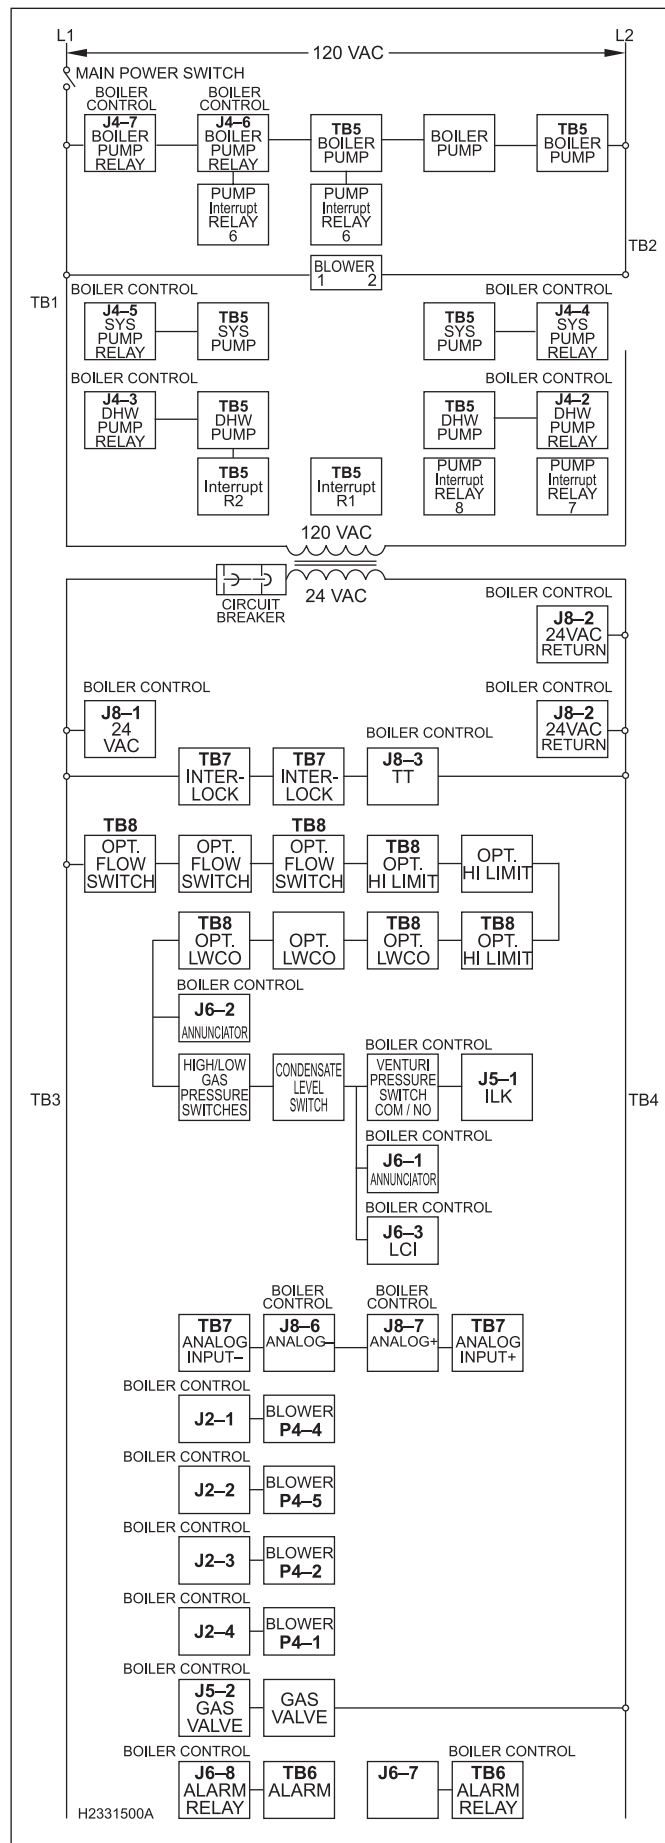 L1
L2
120 VAC
MAIN POWER SWITCH
BOILER
CONTROL
BOILER
CONTROL
J4–7
BOILER
PUMP
RELAY
J4–6
BOILER
PUMP
RELAY
TB5
BOILER
PUMP
BOILER
PUMP
TB5
BOILER
PUMP
PUMP
Interrupt
RELAY
6
PUMP
Interrupt
RELAY
6
TB2
BLOWER
1 2
TB1
BOILER CONTROL
BOILER CONTROL
J4–5
SYS
PUMP
RELAY
TB5
SYS
PUMP
TB5
SYS
PUMP
J4–4
SYS
PUMP
RELAY
BOILER CONTROL
BOILER CONTROL
J4–3
DHW
PUMP
RELAY
TB5
DHW
PUMP
TB5
DHW
PUMP
J4–2
DHW
PUMP
RELAY
TB5
Interrupt
R2
TB5
Interrupt
R1
PUMP
Interrupt
RELAY
8
PUMP
Interrupt
RELAY
7
120 VAC
24 VAC
CIRCUIT
BREAKER
BOILER CONTROL
J8–2
24VAC
RETURN
BOILER CONTROL
BOILER CONTROL
J8–1
24
VAC
J8–2
24VAC
RETURN
BOILER CONTROL
TB7
INTER-
LOCK
TB7
INTER-
LOCK
J8–3
TT
TB8
OPT.
FLOW
SWITCH
OPT.
FLOW
SWITCH
TB8
OPT.
FLOW
SWITCH
TB8
OPT.
HI LIMIT
OPT.
HI LIMIT
TB8
OPT.
LWCO
OPT.
LWCO
TB8
OPT.
LWCO
TB8
OPT.
HI LIMIT
BOILER CONTROL
J6–2
ANNUNCIATOR
BOILER CONTROL
HIGH/LOW
GAS
PRESSURE
SWITCHES
CONDENSATE
LEVEL
SWITCH
VENTURI
PRESSURE
SWITCH
COM / NO
J5–1
ILK
TB3
TB4
BOILER CONTROL
J6–1
ANNUNCIATOR
BOILER CONTROL
J6–3
LCI
BOILER
CONTROL
BOILER
CONTROL
TB7
ANALOG
INPUT–
J8–6
ANALOG–
J8–7
ANALOG+
TB7
ANALOG
INPUT+
BOILER CONTROL
J2–1
BLOWER
P4–4
BOILER CONTROL
J2–2
BLOWER
P4–5
BOILER CONTROL
J2–3
BLOWER
P4–2
BOILER CONTROL
J2–4
BLOWER
P4–1
BOILER CONTROL
J5–2
GAS
VALVE
GAS
VALVE
BOILER CONTROL
BOILER CONTROL
J6–8
ALARM
RELAY
TB6
ALARM
J6–7
TB6
ALARM
RELAY
H2331500A